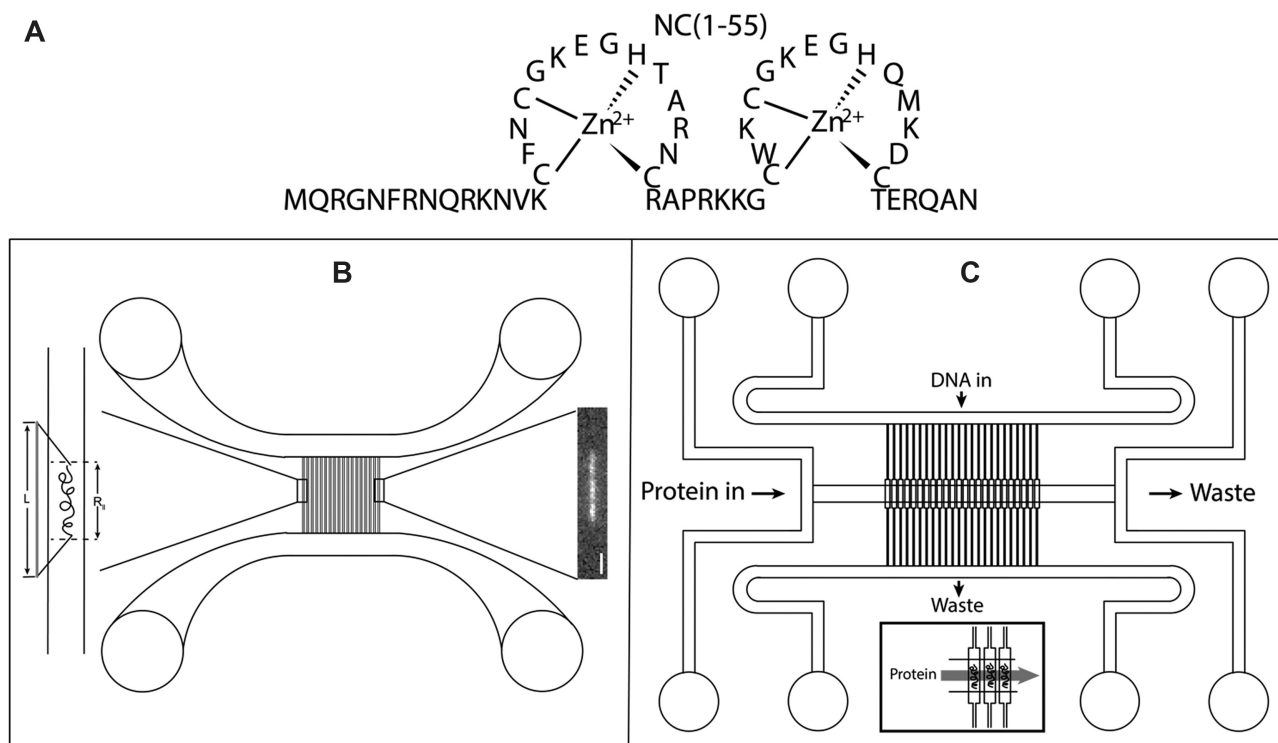 A
NC(1-55)
C F N C G K E G H T A R N C
Zn2+
C W K C G K E G H Q M K D C
Zn2+
MQRGNFRNQRKNVK
RAPRKKG
TERQAN
B
L
R||
C
DNA in
Protein in
Waste
Waste
Protein